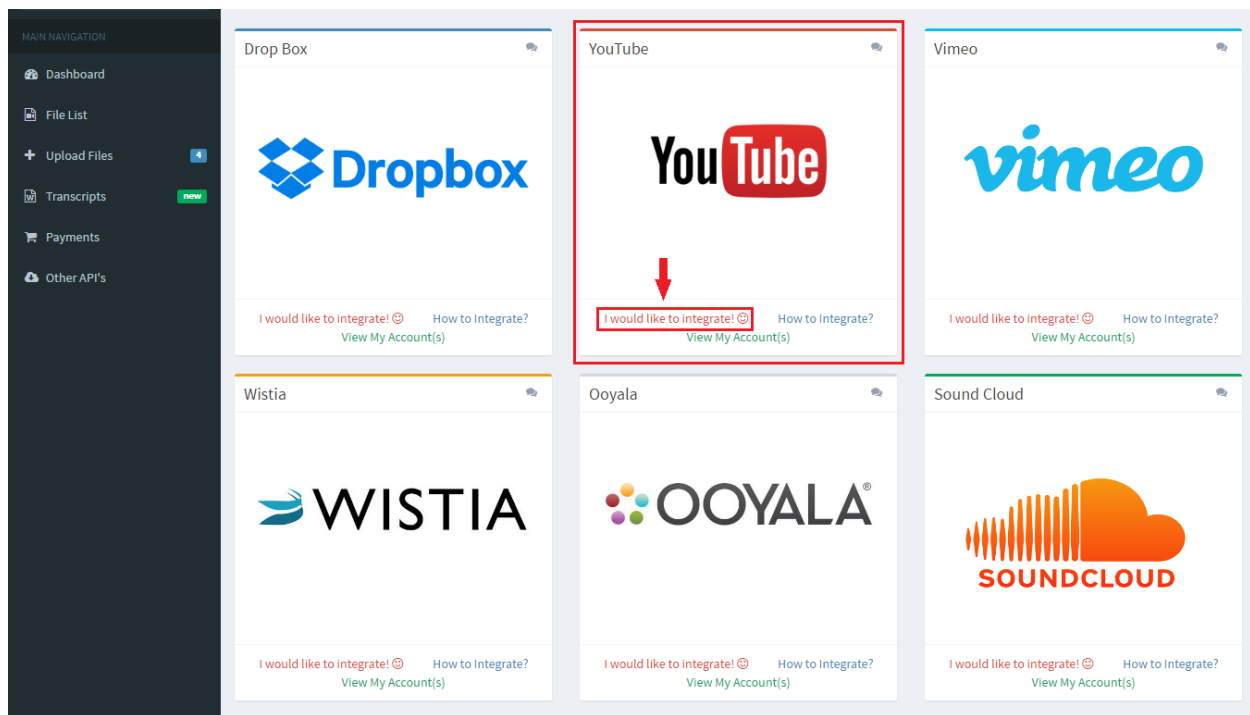 MAIN NAVIGATION
Dashboard
File List
Upload Files 4
Transcripts new
Payments
Other API's
Drop Box
Dropbox
I would like to integrate! How to Integrate?
View My Account(s)
YouTube
YouTube
I would like to integrate! How to Integrate?
View My Account(s)
Vimeo
vimeo
I would like to integrate! How to Integrate?
View My Account(s)
Wistia
WISTIA
I would like to integrate! How to Integrate?
View My Account(s)
Ooyala
OOYALA®
I would like to integrate! How to Integrate?
View My Account(s)
Sound Cloud
SOUNDCLOUD
I would like to integrate! How to Integrate?
View My Account(s)